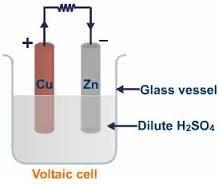 +
−
Cu
Zn
Glass vessel
Dilute H₂SO₄
Voltaic cell